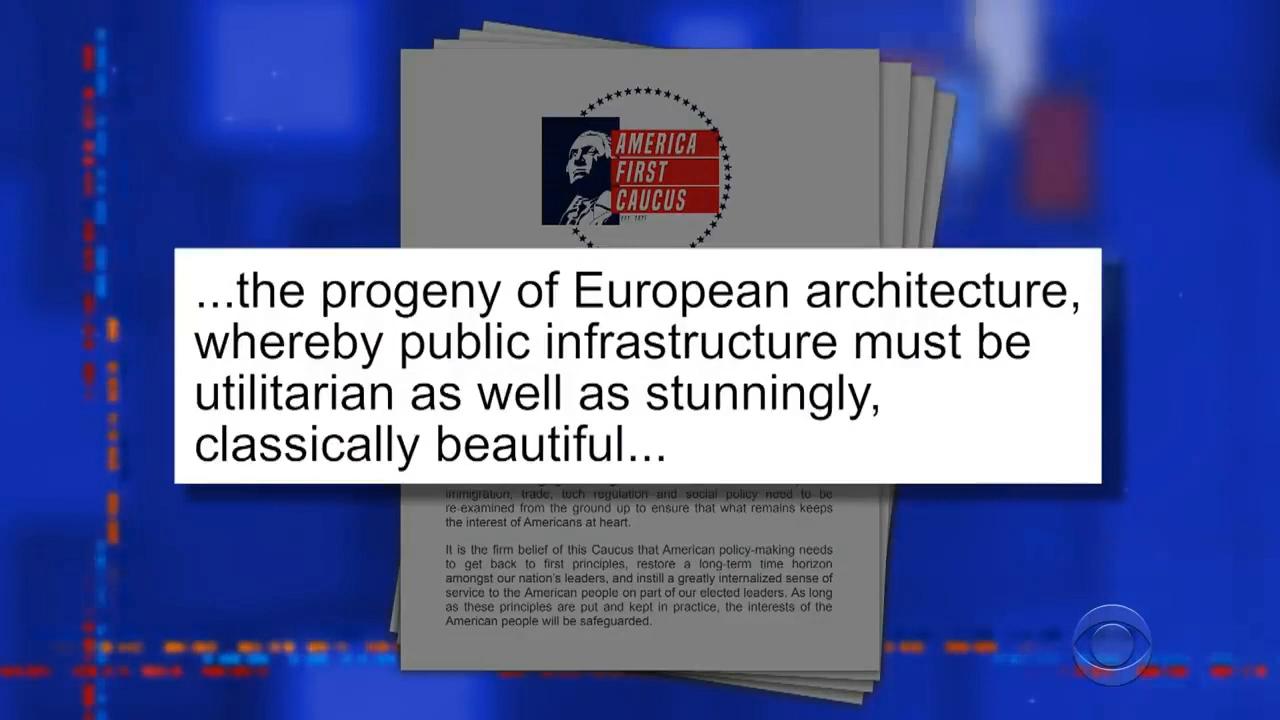 AMERICA
FIRST
CAUCUS
...the progeny of European architecture,
whereby public infrastructure must be
utilitarian as well as stunningly,
classically beautiful...
immigration, trade, tech regulation and social policy need to be
re-examined from the ground up to ensure that what remains keeps
the interest of Americans at heart.
It is the firm belief of this Caucus that American policy-making needs
to get back to first principles, restore a long-term time horizon
amongst our nation's leaders, and instill a greatly internalized sense of
service to the American people on part of our elected leaders. As long
as these principles are put and kept in practice, the interests of the
American people will be safeguarded.